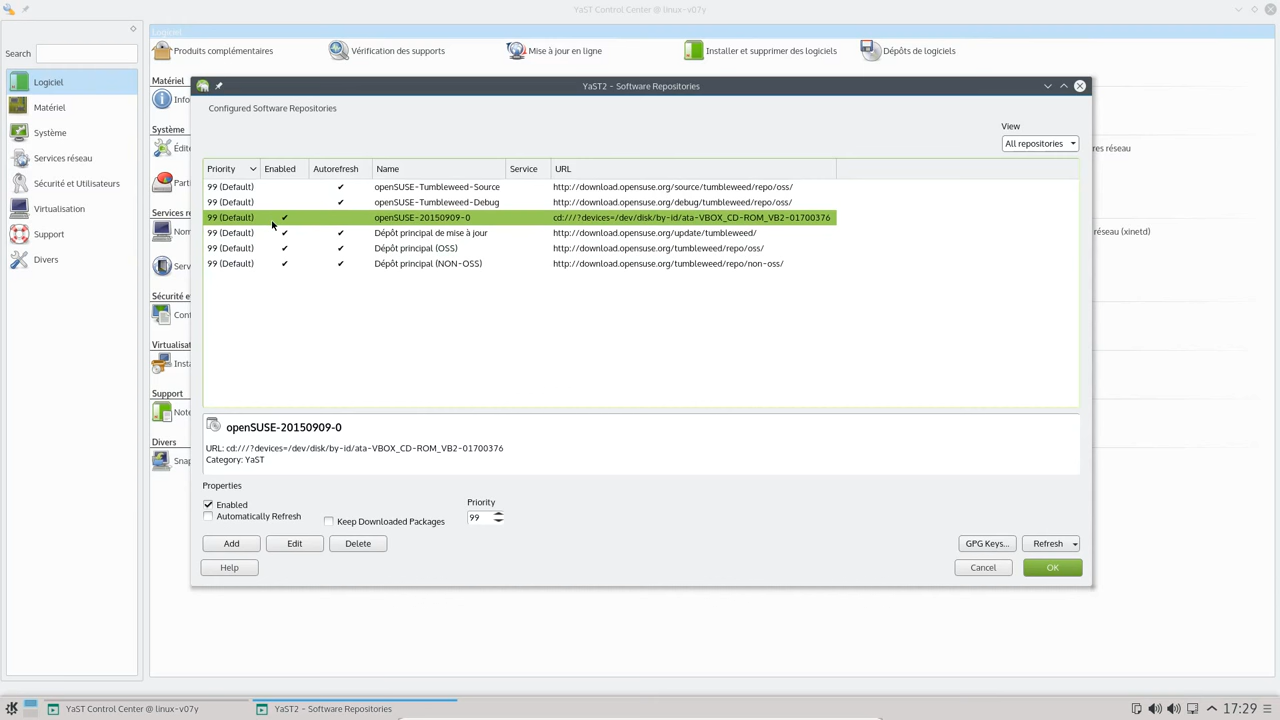 YaST Control Center @ linux-v07y
Search
Logiciel
Matériel
Système
Services réseau
Sécurité et Utilisateurs
Virtualisation
Support
Divers
Logiciel
Produits complémentaires
Vérification des supports
Mise à jour en ligne
Installer et supprimer des logiciels
Dépôts de logiciels
Matériel
Système
Virtualisat
Support
Divers
YaST2 - Software Repositories
Configured Software Repositories
View
All repositories
Priority Enabled Autorefresh Name Service URL
99 (Default) ✔ openSUSE-Tumbleweed-Source http://download.opensuse.org/source/tumbleweed/repo/oss/
99 (Default) ✔ openSUSE-Tumbleweed-Debug http://download.opensuse.org/debug/tumbleweed/repo/oss/
99 (Default) ✔ openSUSE-20150909-0 cd:///?devices=/dev/disk/by-id/ata-VBOX_CD-ROM_VB2-01700376
99 (Default) ✔ ✔ Dépôt principal de mise à jour http://download.opensuse.org/update/tumbleweed/
99 (Default) ✔ ✔ Dépôt principal (OSS) http://download.opensuse.org/tumbleweed/repo/oss/
99 (Default) ✔ ✔ Dépôt principal (NON-OSS) http://download.opensuse.org/tumbleweed/repo/non-oss/
openSUSE-20150909-0
URL: cd:///?devices=/dev/disk/by-id/ata-VBOX_CD-ROM_VB2-01700376
Category: YaST
Properties
Enabled
Automatically Refresh
Keep Downloaded Packages
Priority
99
Add
Edit
Delete
GPG Keys...
Refresh
Help
Cancel
OK
res réseau
(xinetd)
YaST Control Center @ linux-v07y
YaST2 - Software Repositories
17:29